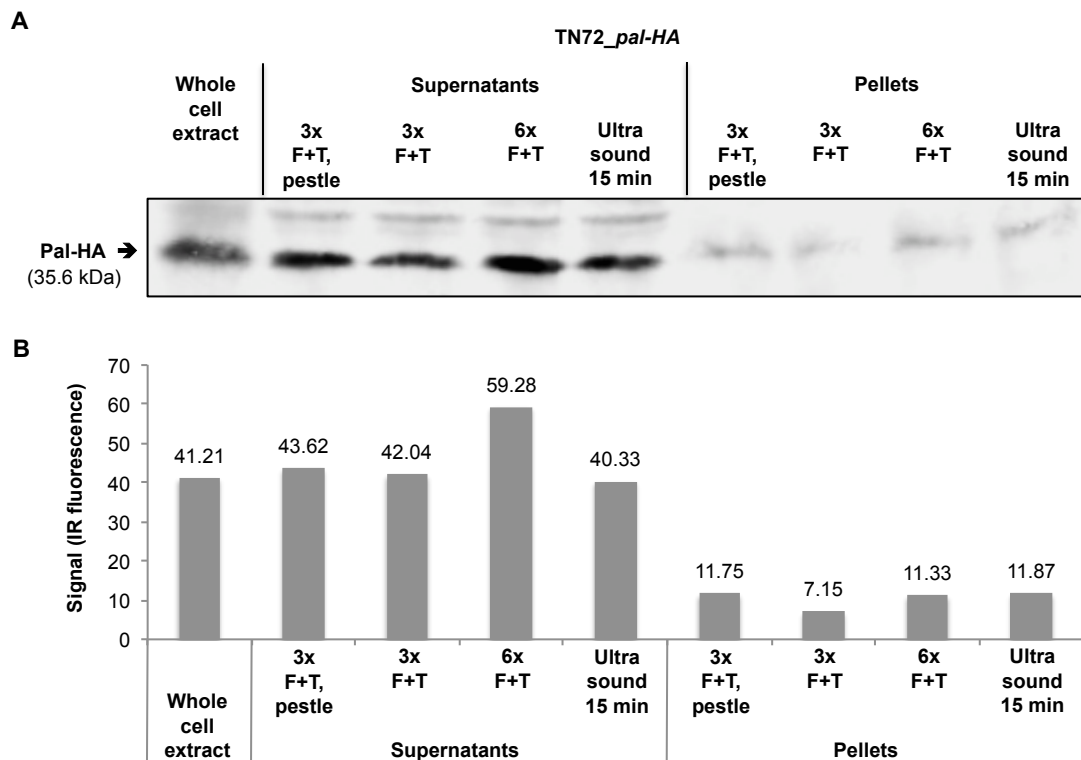 A
TN72_pal-HA
Whole
cell
extract
Supernatants
3x
F+T,
pestle
3x
F+T
6x
F+T
Ultra
sound
15 min
Pellets
3x
F+T,
pestle
3x
F+T
6x
F+T
Ultra
sound
15 min
Pal-HA ➔
(35.6 kDa)
B
Signal (IR fluorescence)
70
60
50
40
30
20
10
0
41.21
43.62
42.04
59.28
40.33
11.75
7.15
11.33
11.87
Whole
cell
extract
3x
F+T,
pestle
3x
F+T
6x
F+T
Ultra
sound
15 min
Supernatants
3x
F+T,
pestle
3x
F+T
6x
F+T
Ultra
sound
15 min
Pellets